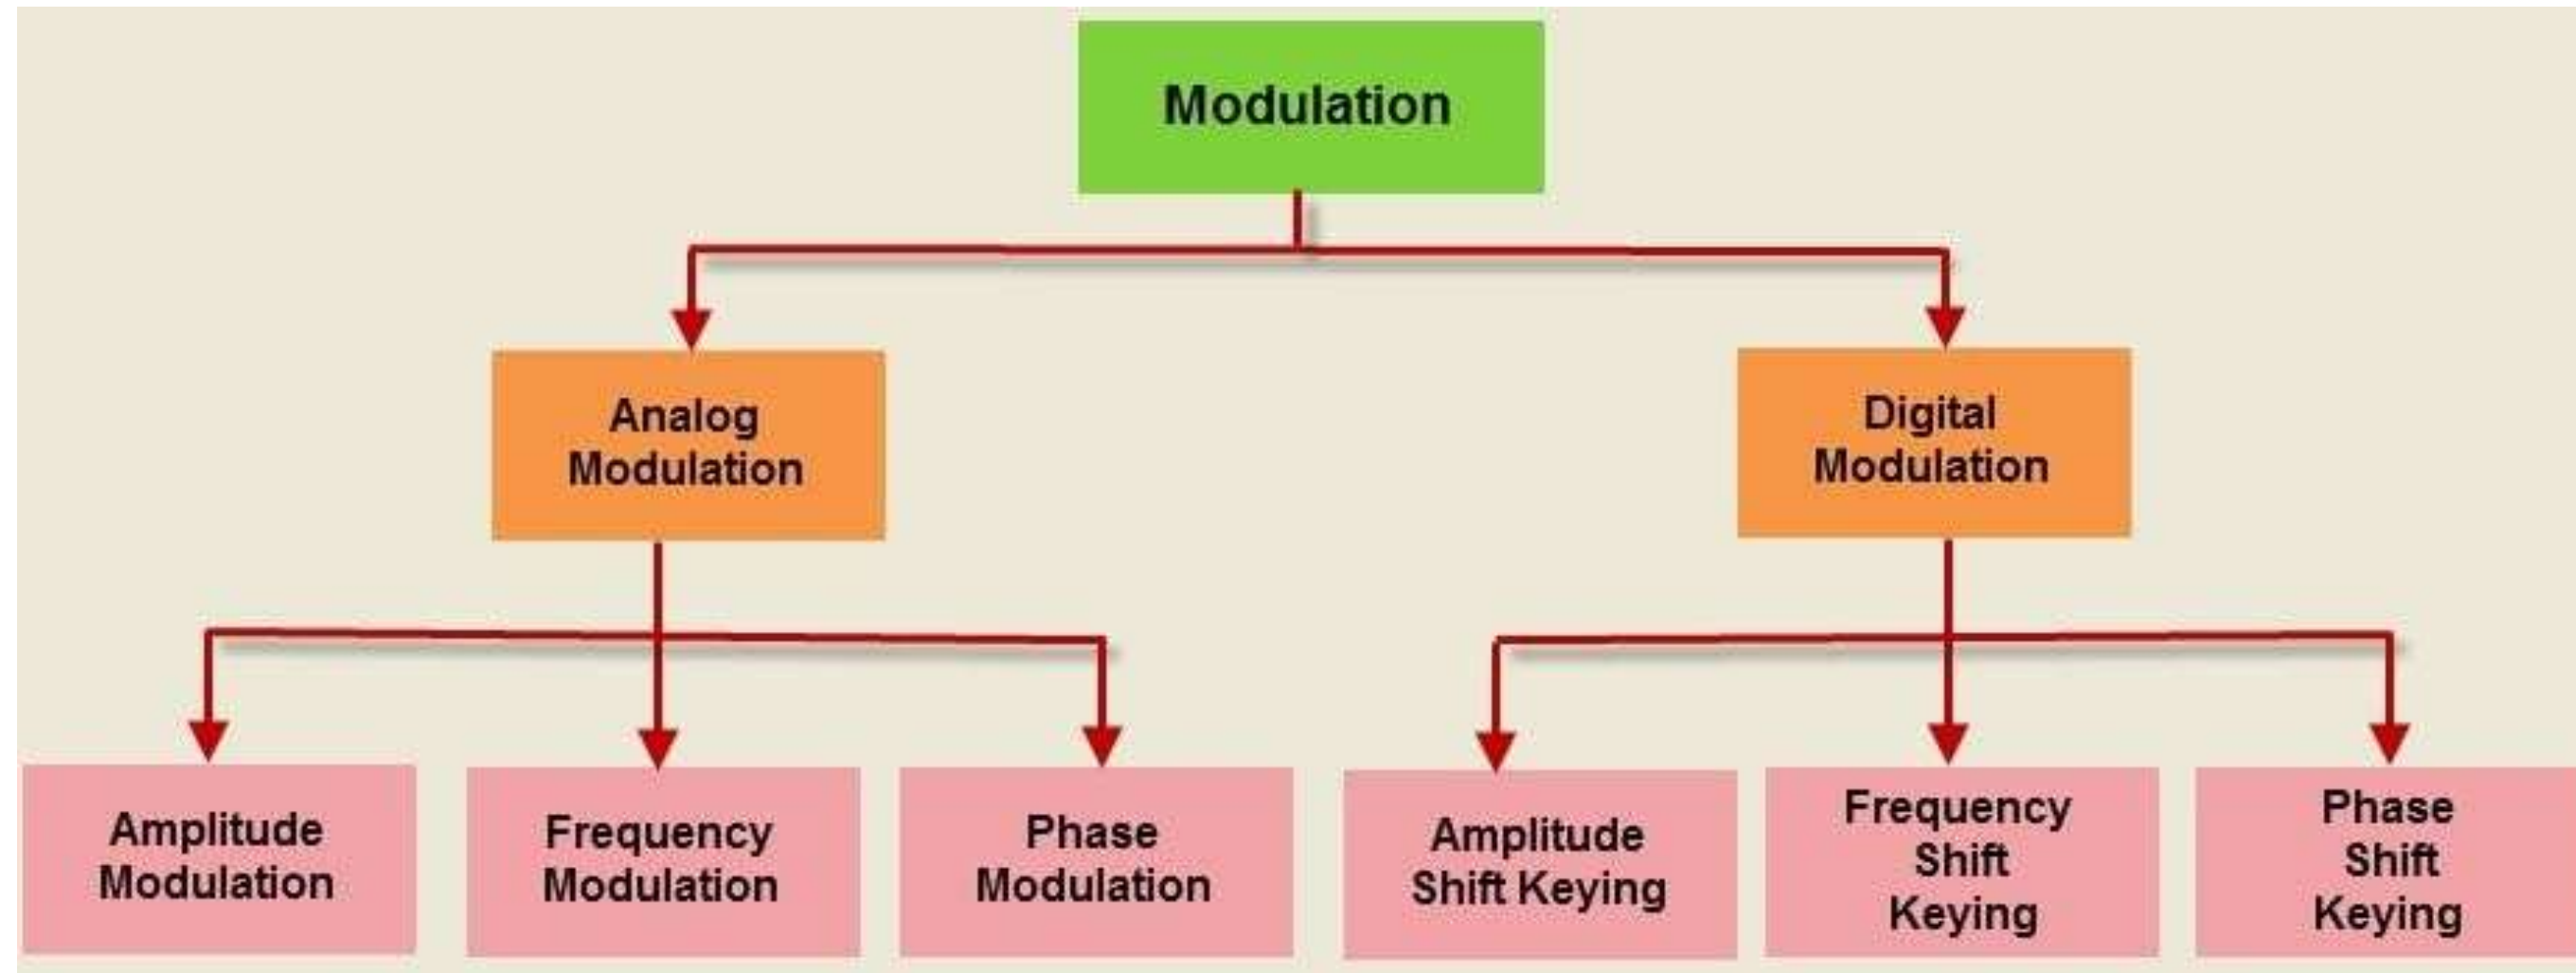 Modulation
Analog
Modulation
Digital
Modulation
Amplitude
Modulation
Frequency
Modulation
Phase
Modulation
Amplitude
Shift Keying
Frequency
Shift
Keying
Phase
Shift
Keying